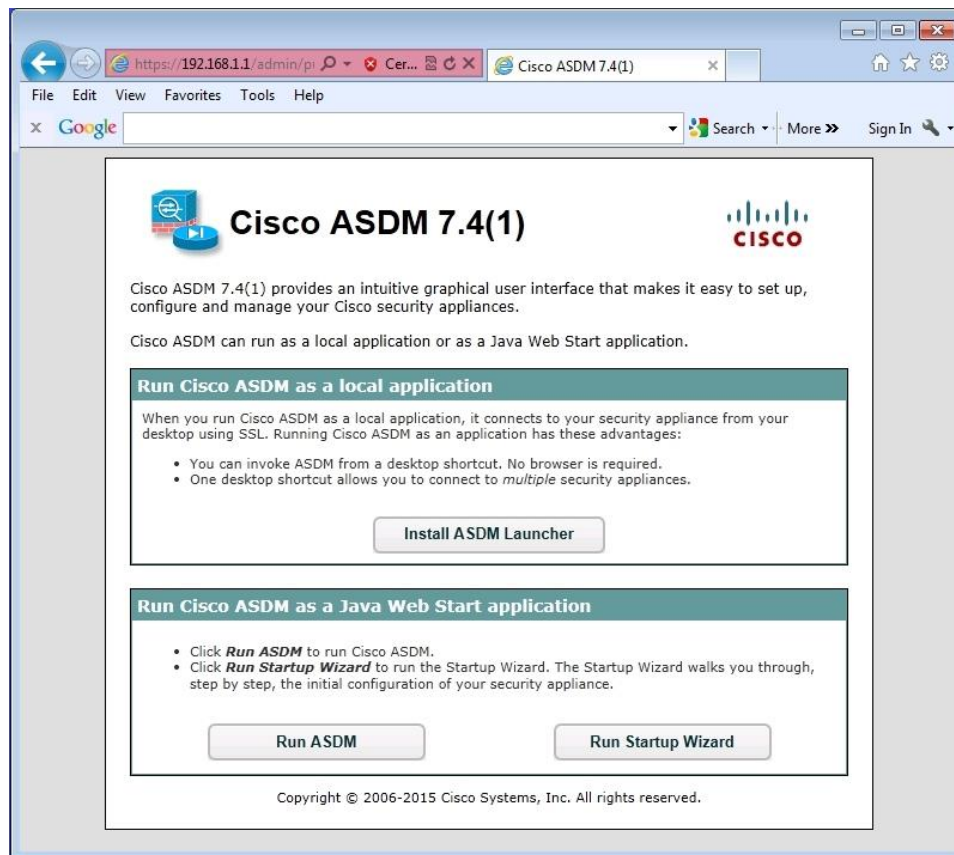 https://192.168.1.1/admin/p
Cer...
Cisco ASDM 7.4(1)
File Edit View Favorites Tools Help
x Google
Search
More »
Sign In
Cisco ASDM 7.4(1)
CISCO
Cisco ASDM 7.4(1) provides an intuitive graphical user interface that makes it easy to set up,
configure and manage your Cisco security appliances.
Cisco ASDM can run as a local application or as a Java Web Start application.
Run Cisco ASDM as a local application
When you run Cisco ASDM as a local application, it connects to your security appliance from your
desktop using SSL. Running Cisco ASDM as an application has these advantages:
• You can invoke ASDM from a desktop shortcut. No browser is required.
• One desktop shortcut allows you to connect to multiple security appliances.
Install ASDM Launcher
Run Cisco ASDM as a Java Web Start application
• Click Run ASDM to run Cisco ASDM.
• Click Run Startup Wizard to run the Startup Wizard. The Startup Wizard walks you through,
step by step, the initial configuration of your security appliance.
Run ASDM
Run Startup Wizard
Copyright © 2006-2015 Cisco Systems, Inc. All rights reserved.